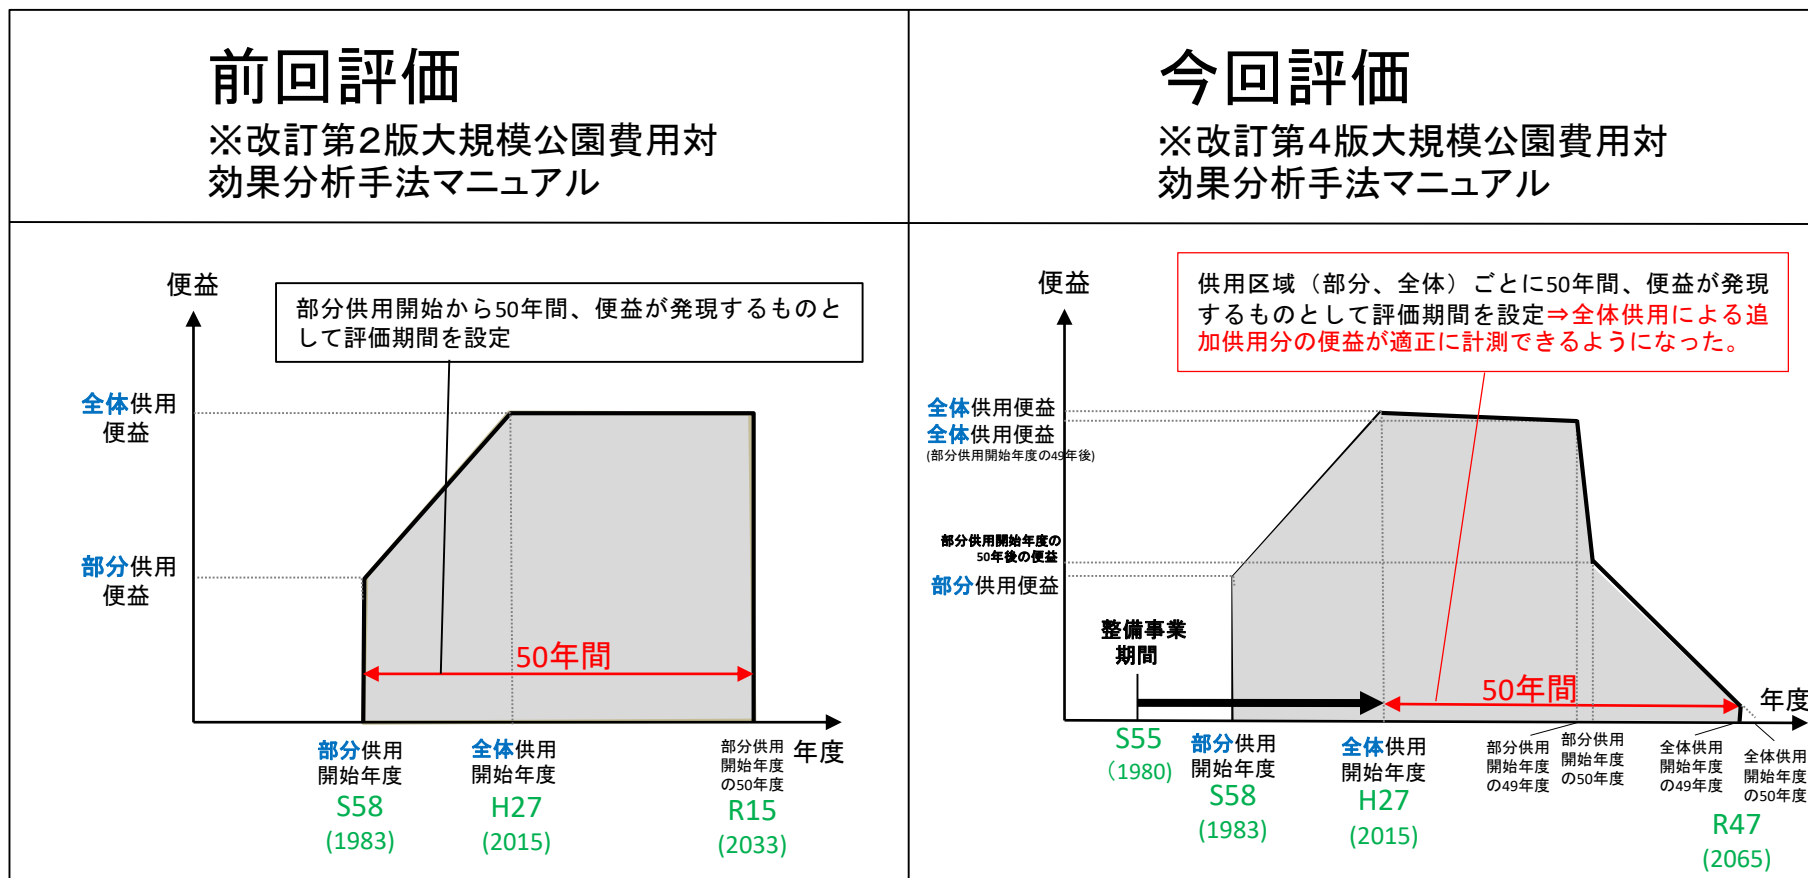 前回評価
※改訂第2版大規模公園費用対
効果分析手法マニュアル
今回評価
※改訂第4版大規模公園費用対
効果分析手法マニュアル
便益
部分供用開始から50年間、便益が発現するものと
して評価期間を設定
全体供用
便益
部分供用
便益
50年間
年度
部分供用
開始年度
S58
(1983)
全体供用
開始年度
H27
(2015)
部分供用
開始年度
の50年度
R15
(2033)
便益
供用区域（部分、全体）ごとに50年間、便益が発現
するものとして評価期間を設定⇒全体供用による追
加供用分の便益が適正に計測できるようになった。
全体供用便益
全体供用便益
(部分供用開始年度の49年後)
部分供用開始年度の
50年後の便益
部分供用便益
整備事業
期間
50年間
年度
S55
（1980)
部分供用
開始年度
S58
(1983)
全体供用
開始年度
H27
(2015)
部分供用
開始年度
の49年度
部分供用
開始年度
の50年度
全体供用
開始年度
の49年度
全体供用
開始年度
の50年度
R47
(2065)